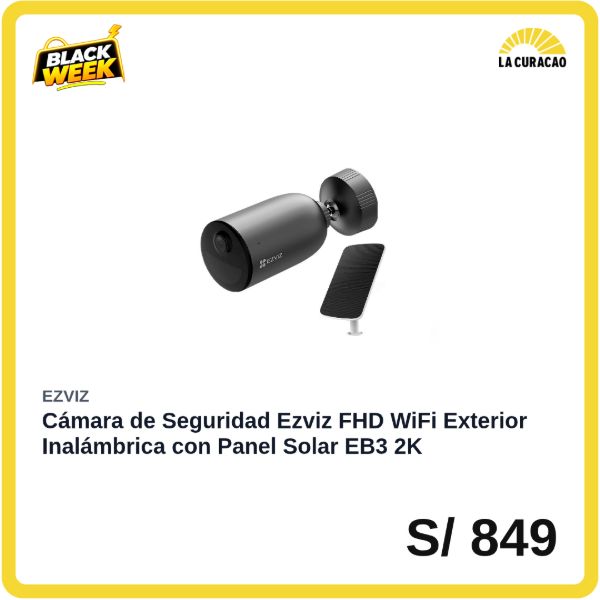 BLACK
WEEK
LA CURACAO
EZVIZ
EZVIZ
Cámara de Seguridad Ezviz FHD WiFi Exterior
Inalámbrica con Panel Solar EB3 2K
S/ 849